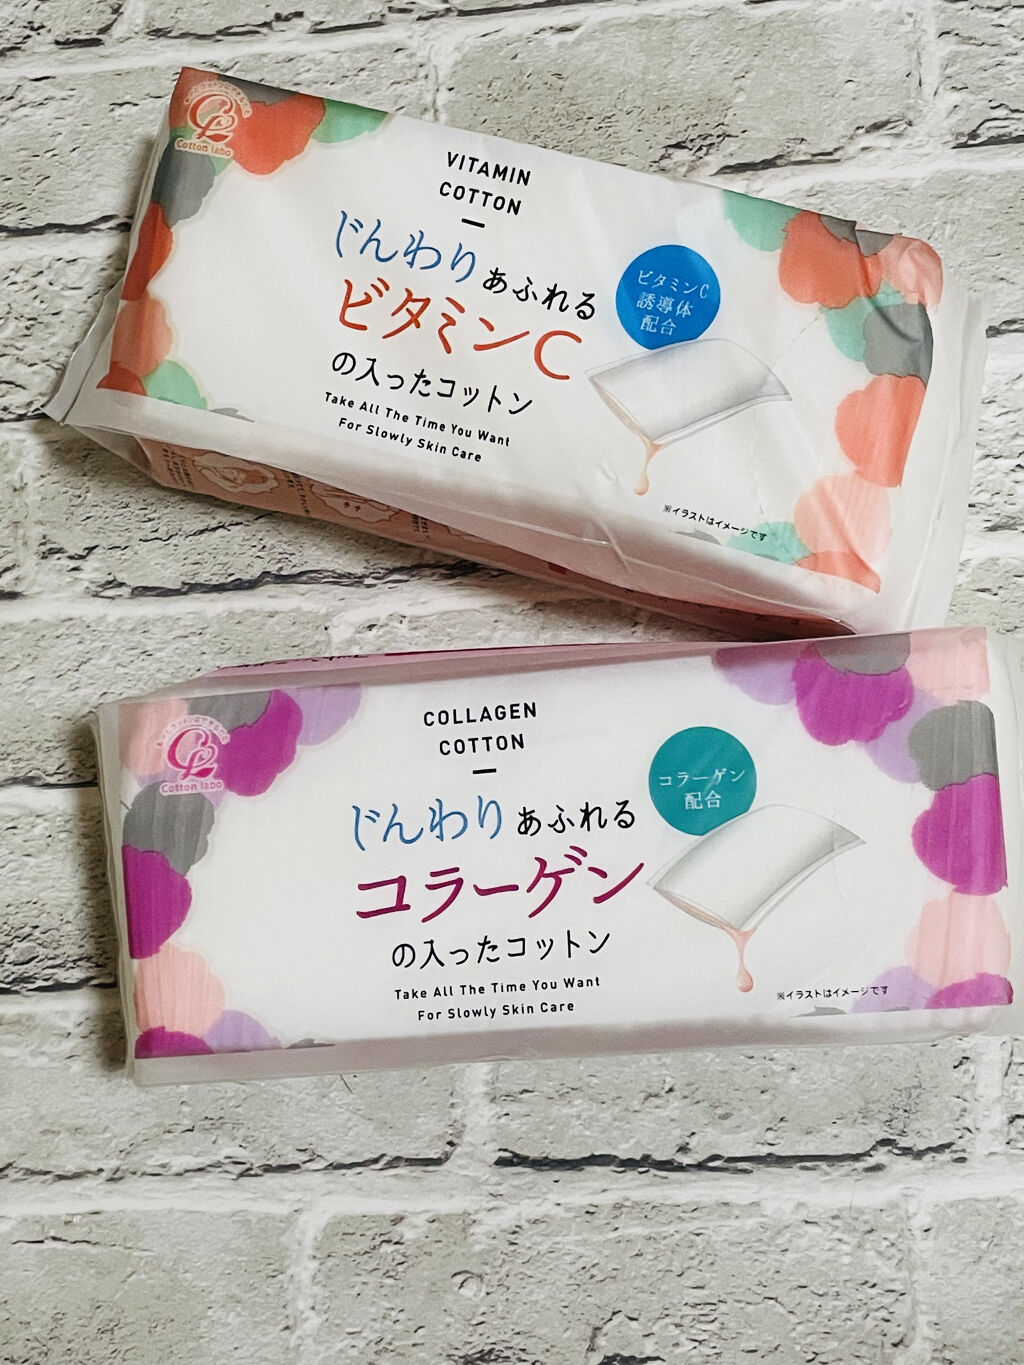 Cotton labo
VITAMIN
COTTON
じんわりあふれる
ビタミンC
の入ったコットン
Take All The Time You Want
For Slowly Skin Care
ビタミンC
誘導体
配合
※イラストはイメージです
Cotton labo
COLLAGEN
COTTON
じんわりあふれる
コラーゲン
の入ったコットン
Take All The Time You Want
For Slowly Skin Care
コラーゲン
配合
※イラストはイメージです